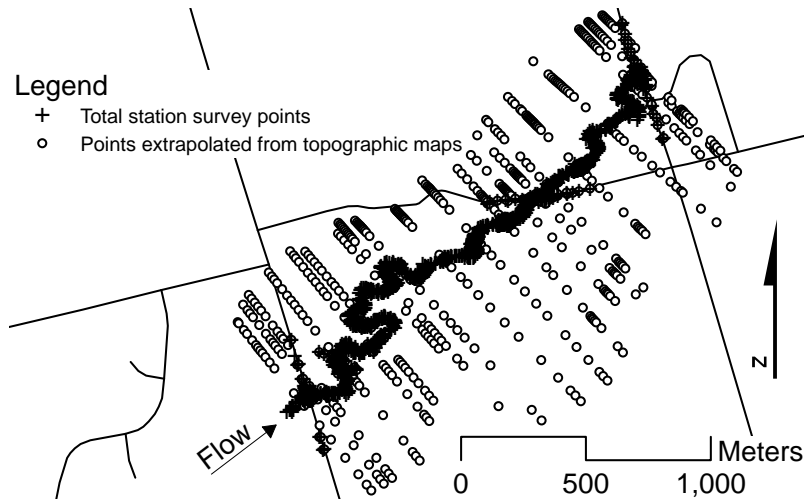 Legend
Total station survey points
Points extrapolated from topographic maps
z
Flow
Meters
0 500 1,000